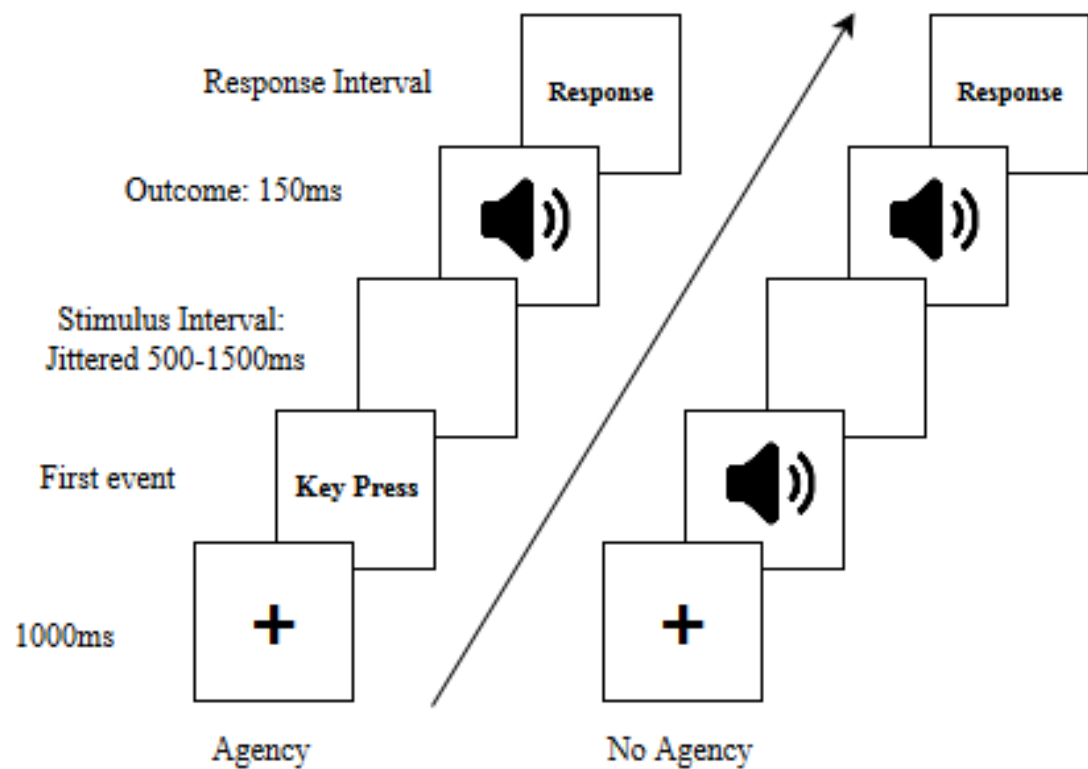 Response Interval
Response
Response
Outcome: 150ms
Stimulus Interval:
Jittered 500-1500ms
First event
Key Press
1000ms
Agency
No Agency